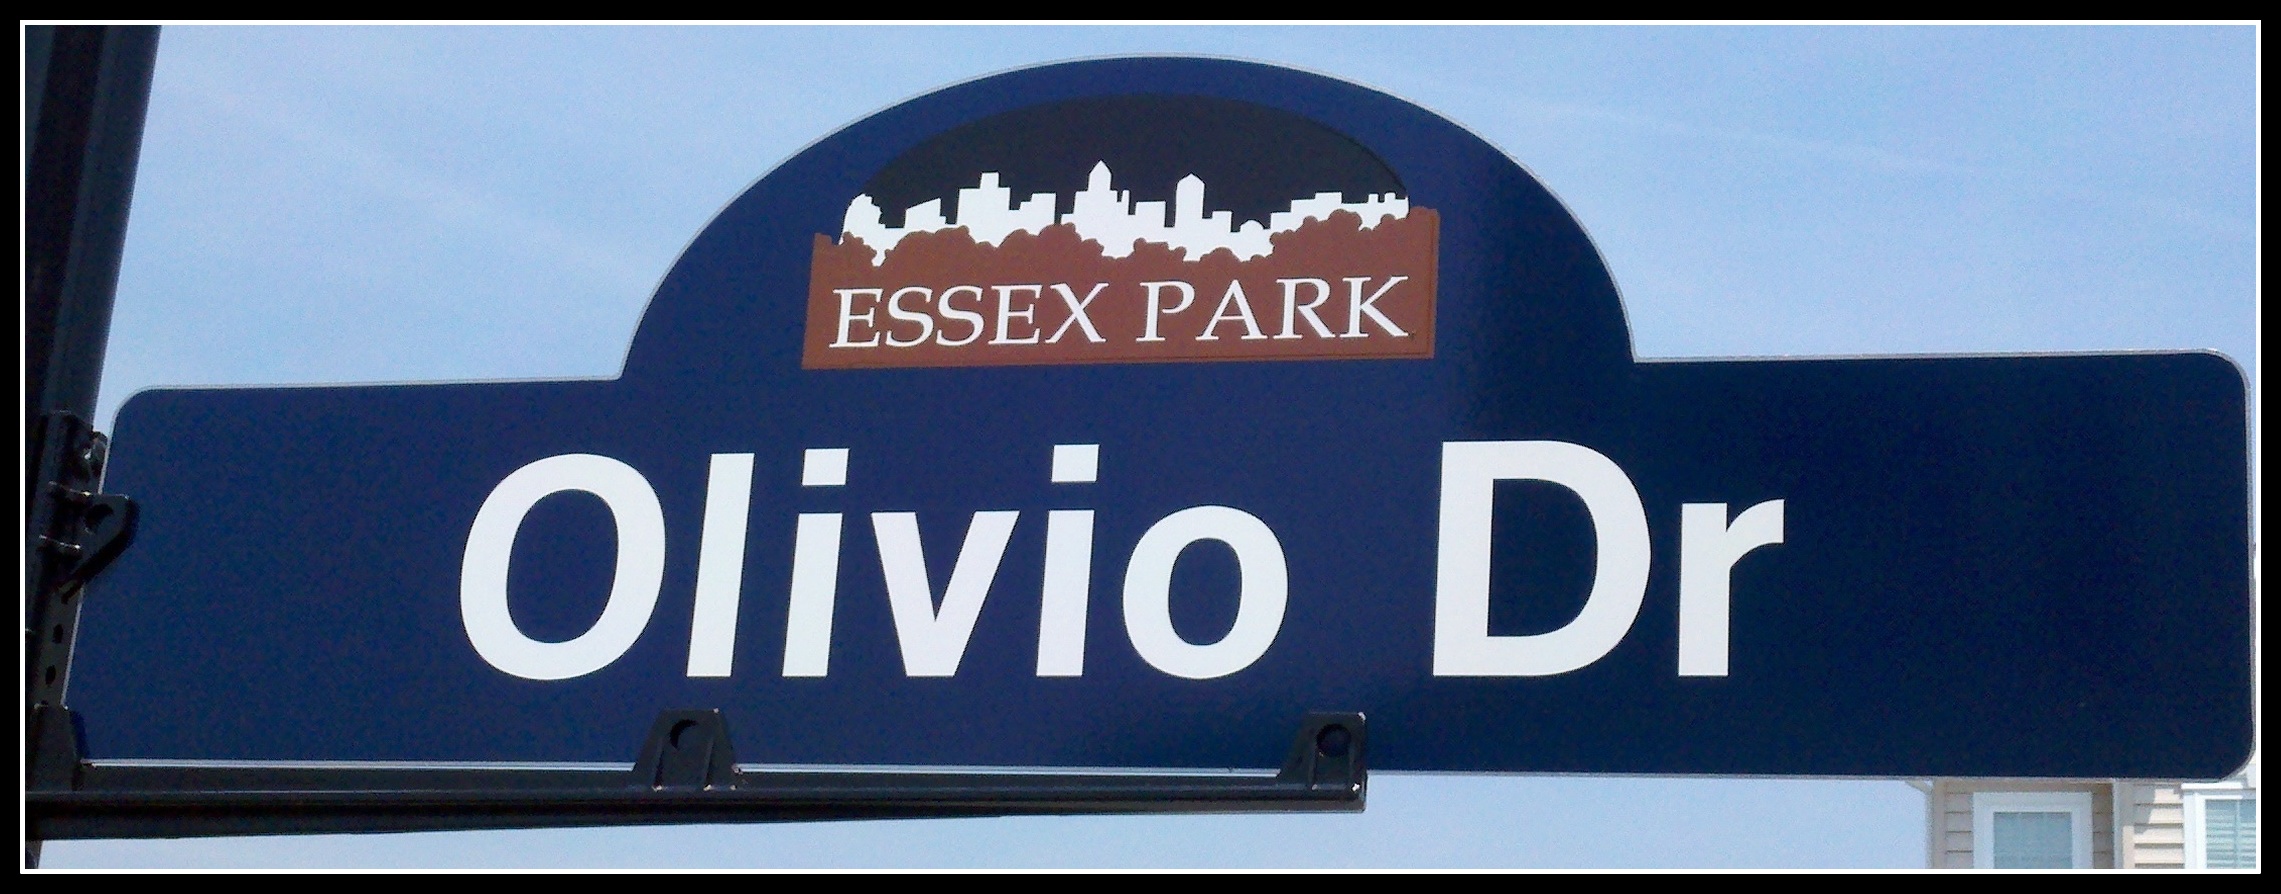 ESSEX PARK
Olivio Dr